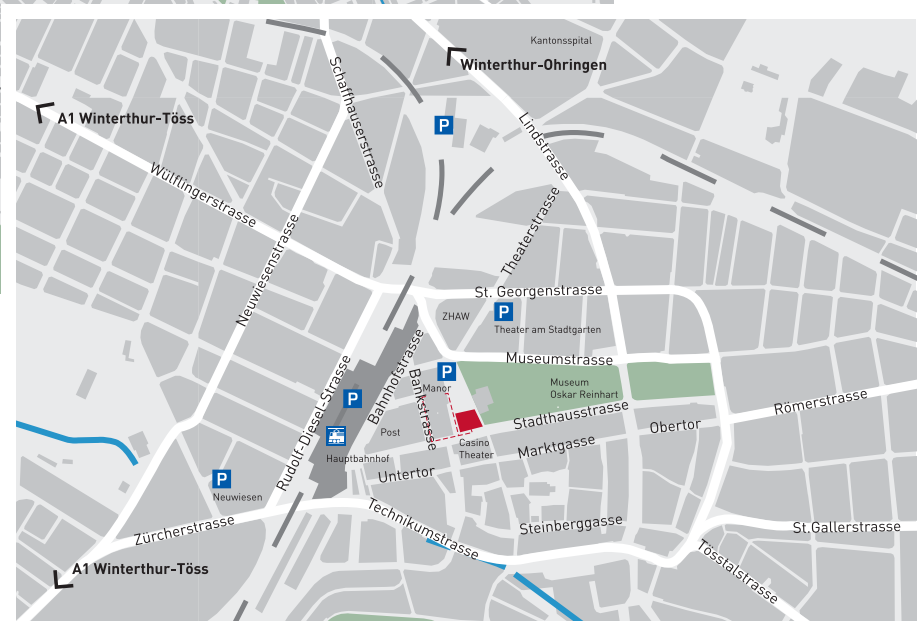 Kantonsspital
Winterthur-Ohringen
Schaffhauserstrasse
A1 Winterthur-Töss
P
Lindstrasse
Wülflingerstrasse
Theaterstrasse
Neuwiesenstrasse
St. Georgenstrasse
ZHAW
P
Theater am Stadtgarten
Museumstrasse
Rudolf-Diesel-Strasse
Bahnhofstrasse
Bankstrasse
P
Manor
Museum
Oskar Reinhart
P
Stadthausstrasse
Römerstrasse
Obertor
Post
Casino
Theater
Marktgasse
Hauptbahnhof
Untertor
P
Neuwiesen
Zürcherstrasse
Technikumstrasse
Steinberggasse
St.Gallerstrasse
Tösstalstrasse
A1 Winterthur-Töss